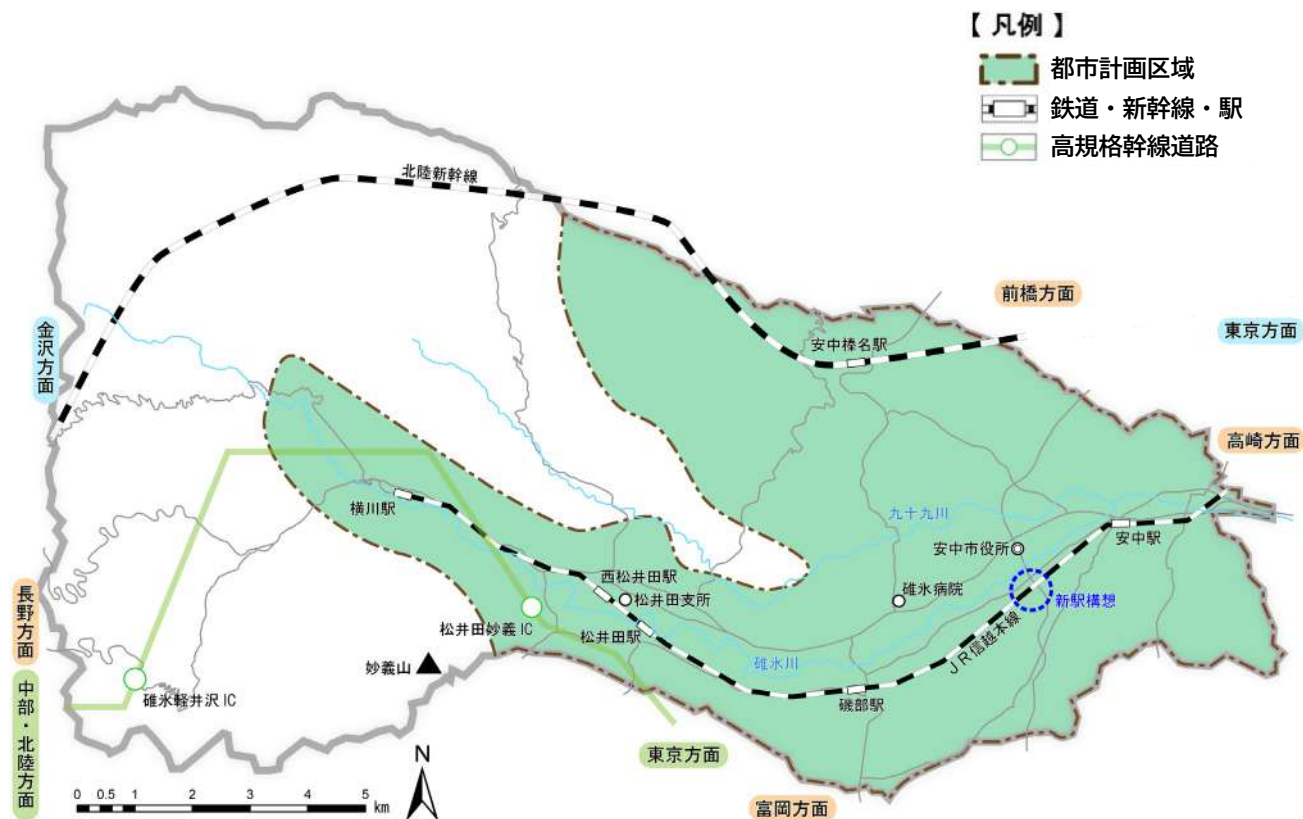 【 凡例 】
都市計画区域
鉄道・新幹線・駅
高規格幹線道路
北陸新幹線
前橋方面
東京方面
金沢方面
安中榛名駅
高崎方面
横川駅
九十九川
安中駅
安中市役所
西松井田駅
松井田支所
碓氷病院
新駅構想
長野方面
松井田妙義 IC
松井田駅
JR信越本線
妙義山
碓氷川
中部・北陸方面
碓氷軽井沢 IC
磯部駅
東京方面
N
0 0.5 1 2 3 4 5
km
富岡方面